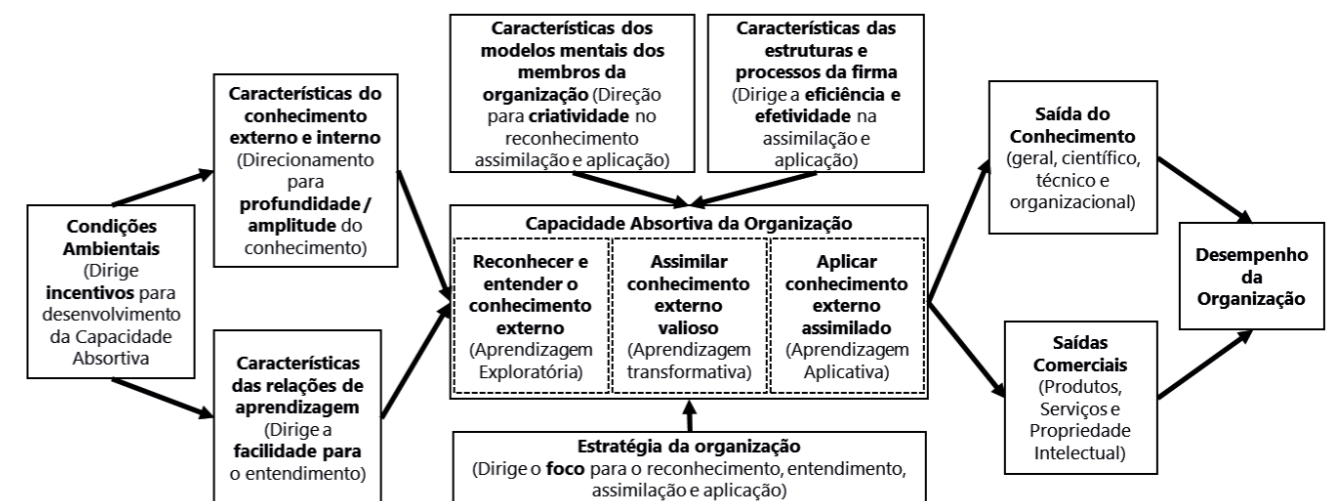 Condições
Ambientais
(Dirige
incentivos para
desenvolvimento
da Capacidade
Absortiva
Características do
conhecimento
externo e interno
(Direcionamento
para
profundidade/
amplitude do
conhecimento)
Características
das relações de
aprendizagem
(Dirige a
facilidade para
o entendimento)
Características dos
modelos mentais dos
membros da
organização (Direção
para criatividade no
reconhecimento
assimilação e aplicação)
Características das
estruturas e
processos da firma
(Dirige a eficiência e
efetividade na
assimilação e
aplicação)
Capacidade Absortiva da Organização
Reconhecer e
entender o
conhecimento
externo
(Aprendizagem
Exploratória)
Assimilar
conhecimento
externo
valioso
(Aprendizagem
transformativa)
Aplicar
conhecimento
externo
assimilado
(Aprendizagem
Aplicativa)
Estratégia da organização
(Dirige o foco para o reconhecimento, entendimento,
assimilação e aplicação)
Saída do
Conhecimento
(geral, científico,
técnico e
organizacional)
Saídas
Comerciais
(Produtos,
Serviços e
Propriedade
Intelectual)
Desempenho
da
Organização